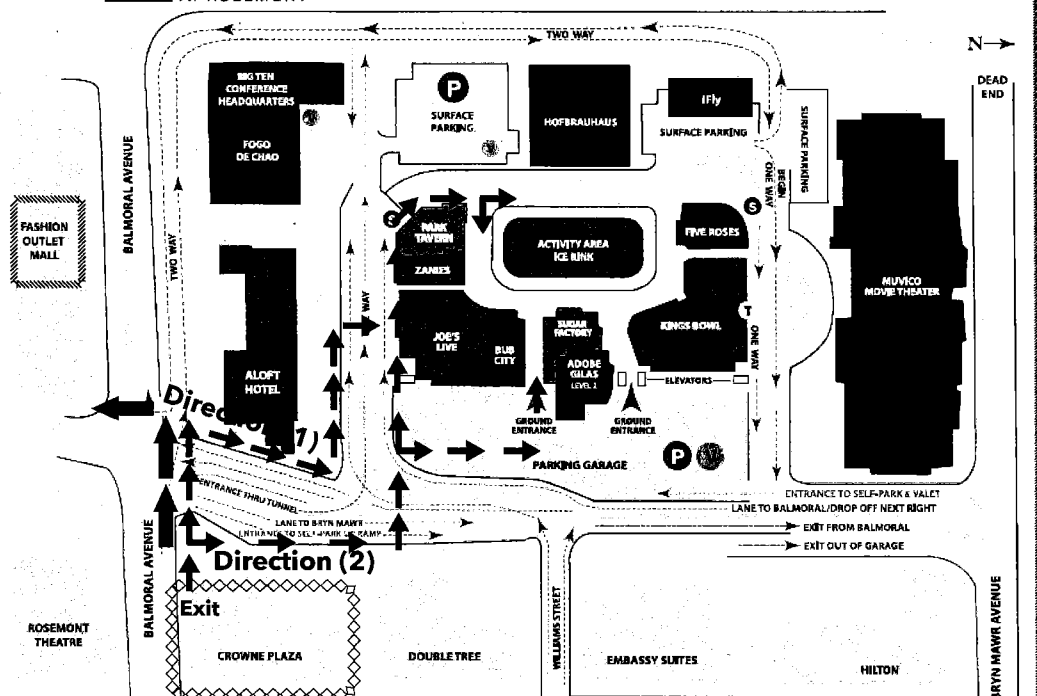 AT ROSEMONT
TWO WAY
N
DEAD
END
BIG TEN
CONFERENCE
HEADQUARTERS
FOGO
DE CHAO
P
SURFACE
PARKING
HOFBRAUHAUS
iFly
SURFACE PARKING
SURFACE PARKING
BEGIN
ONE WAY
BALMORAL AVENUE
TWO WAY
FASHION
OUTLET
MALL
PARK
TAVERN
ZANIES
ACTIVITY AREA
ICE RINK
S
FIVE ROSES
MUVICO
MOVIE THEATER
WAY
JOE'S
LIVE
BUB
CITY
SUGAR
FACTORY
ADOBE
GILAS
LEVEL 2
KINGS BOWL
T
ONE WAY
ALOFT
HOTEL
ELEVATORS
GROUND
ENTRANCE
GROUND
ENTRANCE
PARKING GARAGE
P
ENTRANCE THRU TUNNEL
ENTRANCE TO SELF-PARK & VALET
LANE TO BALMORAL/DROP OFF NEXT RIGHT
LANE TO BRYN MAWR
EXIT FROM BALMORAL
EXIT OUT OF GARAGE
Direction (2)
Exit
BALMORAL AVENUE
ROSEMONT
THEATRE
CROWNE PLAZA
DOUBLE TREE
WILLIAMS STREET
EMBASSY SUITES
HILTON
BRYN MAWR AVENUE